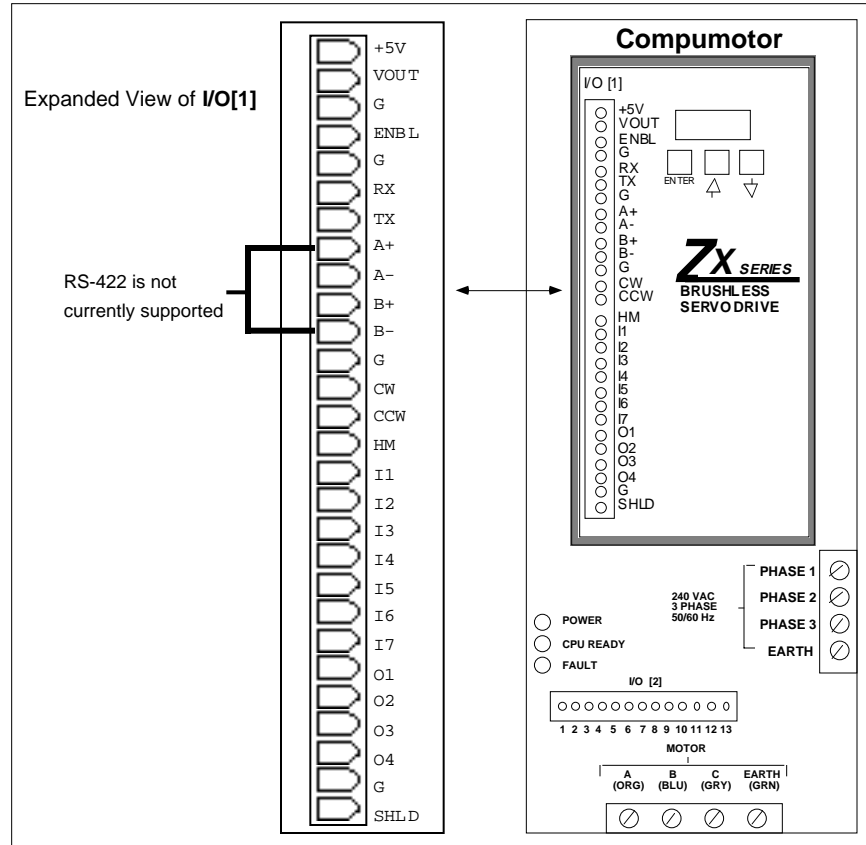 Expanded View of I/O[1]
+5V
VOUT
G
ENBL
G
RX
TX
A+
A-
B+
B-
G
CW
CCW
HM
I1
I2
I3
I4
I5
I6
I7
O1
O2
O3
O4
G
SHLD
RS-422 is not
currently supported
Compumotor
I/O [1]
+5V
VOUT
ENBL
G
RX
TX
G
A+
A-
B+
B-
G
CW
CCW
HM
I1
I2
I3
I4
I5
I6
I7
O1
O2
O3
O4
G
SHLD
ENTER
ZX SERIES
BRUSHLESS
SERVO DRIVE
240 VAC
3 PHASE
50/60 Hz
PHASE 1
PHASE 2
PHASE 3
EARTH
POWER
CPU READY
FAULT
I/O [2]
1 2 3 4 5 6 7 8 9 10 11 12 13
MOTOR
A B C EARTH
(ORG) (BLU) (GRY) (GRN)